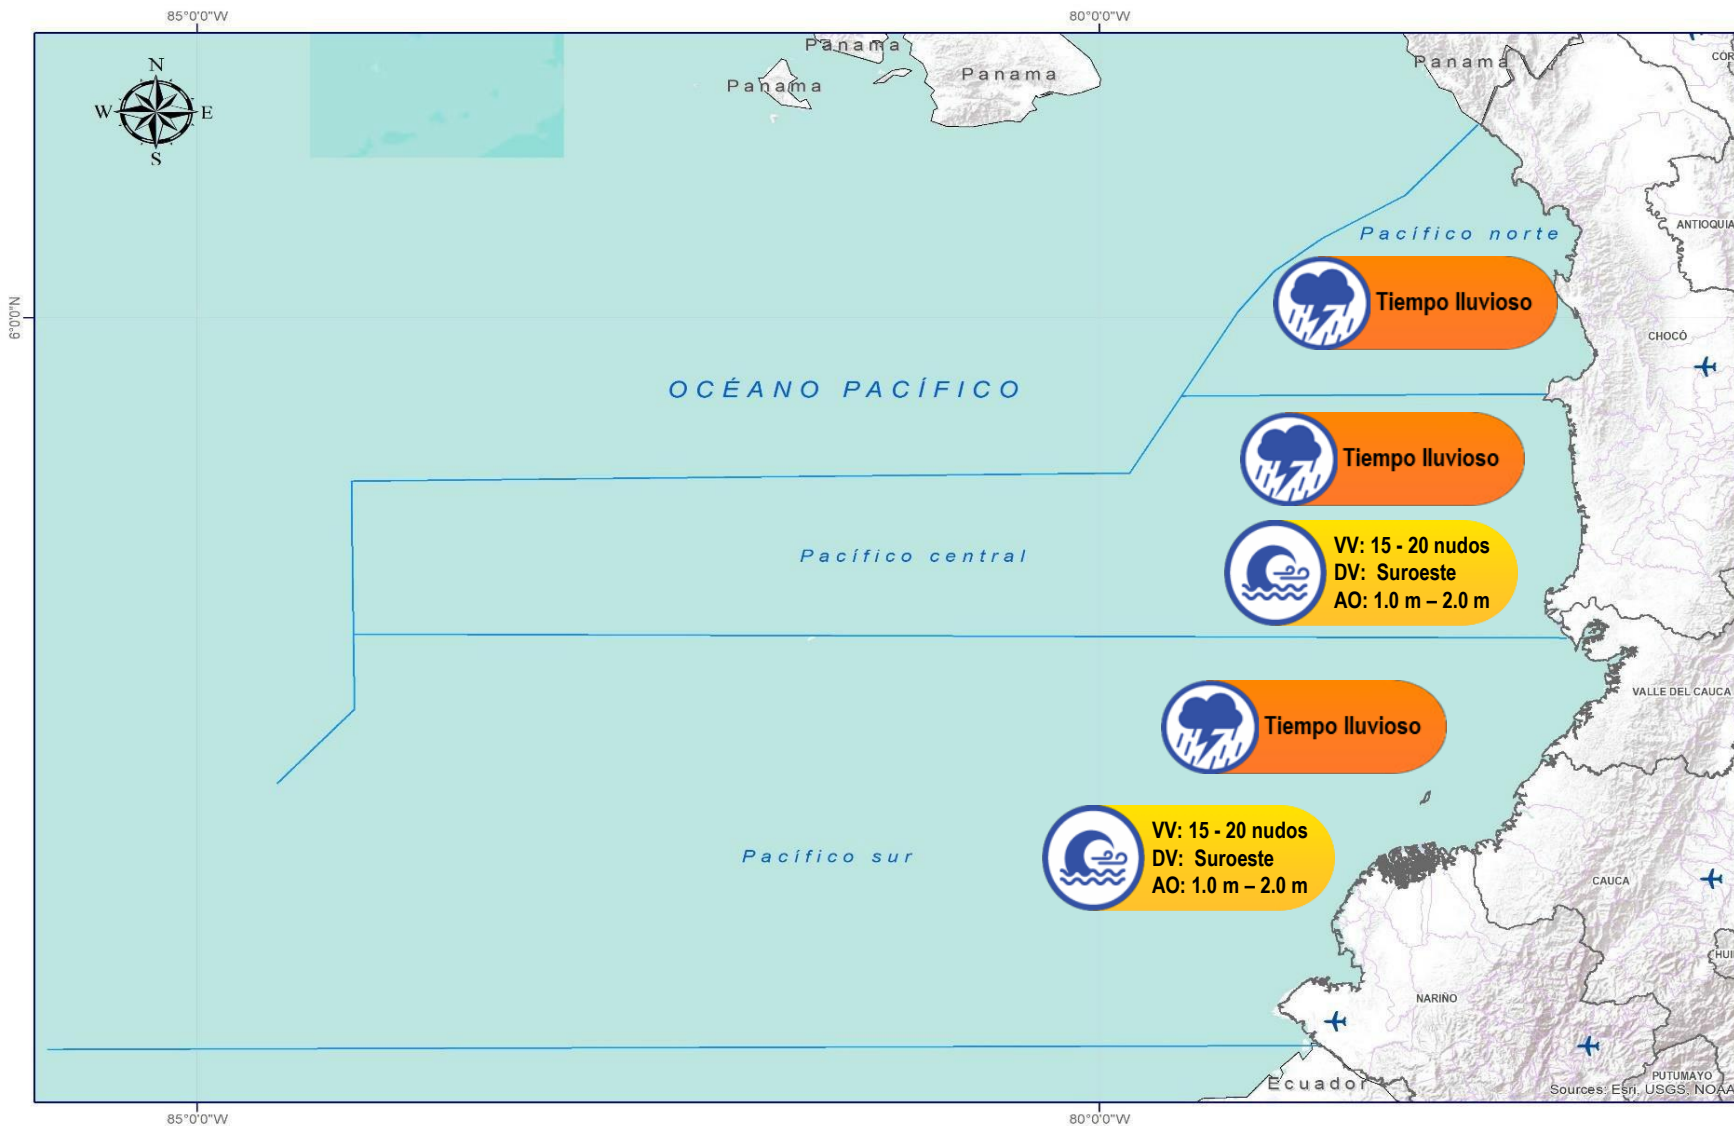 85°0'0"W
80°0'0"W
Panama
Panama
Panama
Panama
CÓR
N
W
E
S
ANTIOQUIA
Pacífico norte
6°0'0"N
Tiempo lluvioso
CHOCÓ
OCÉANO PACÍFICO
Tiempo lluvioso
Pacífico central
VV: 15 - 20 nudos
DV: Suroeste
AO: 1.0 m – 2.0 m
VALLE DEL CAUCA
Tiempo lluvioso
Pacífico sur
VV: 15 - 20 nudos
DV: Suroeste
AO: 1.0 m – 2.0 m
CAUCA
HUI
NARIÑO
Ecuador
PUTUMAYO
Sources: Esri, USGS, NOAA
85°0'0"W
80°0'0"W